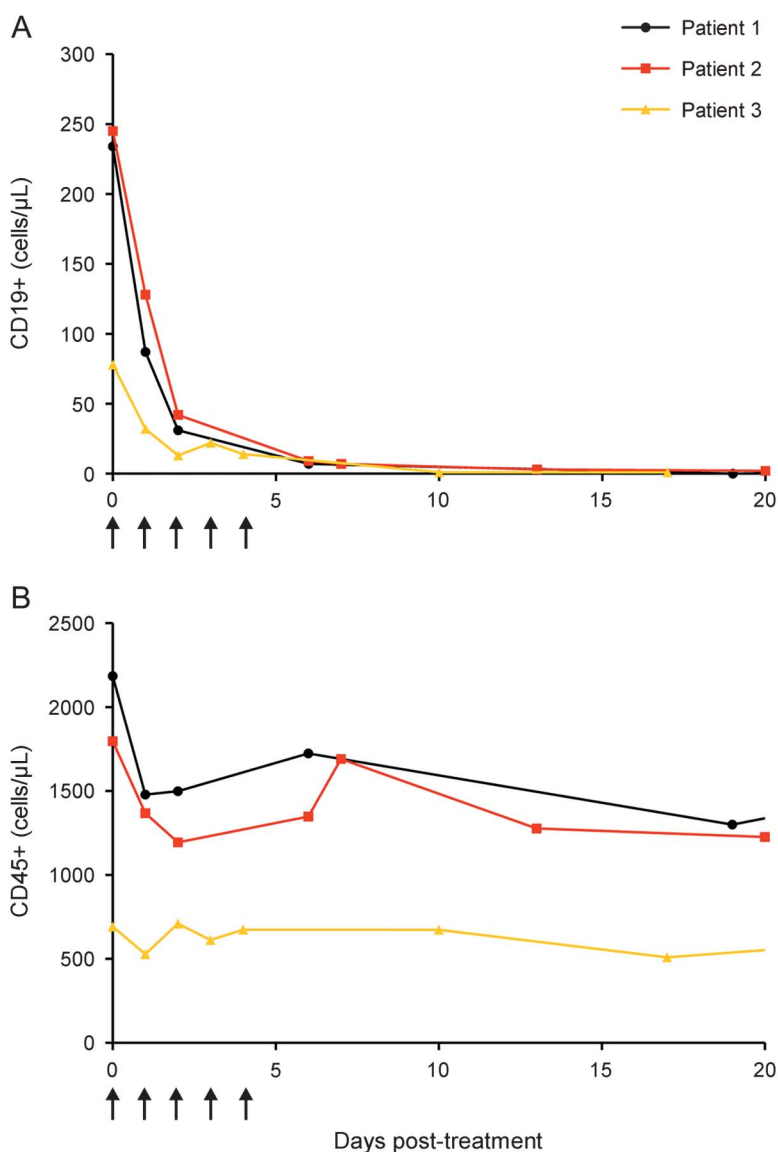 A
Patient 1
Patient 2
Patient 3
CD19+ (cells/µL)
300
250
200
150
100
50
0
0 5 10 15 20
B
CD45+ (cells/µL)
2500
2000
1500
1000
500
0
0 5 10 15 20
Days post-treatment